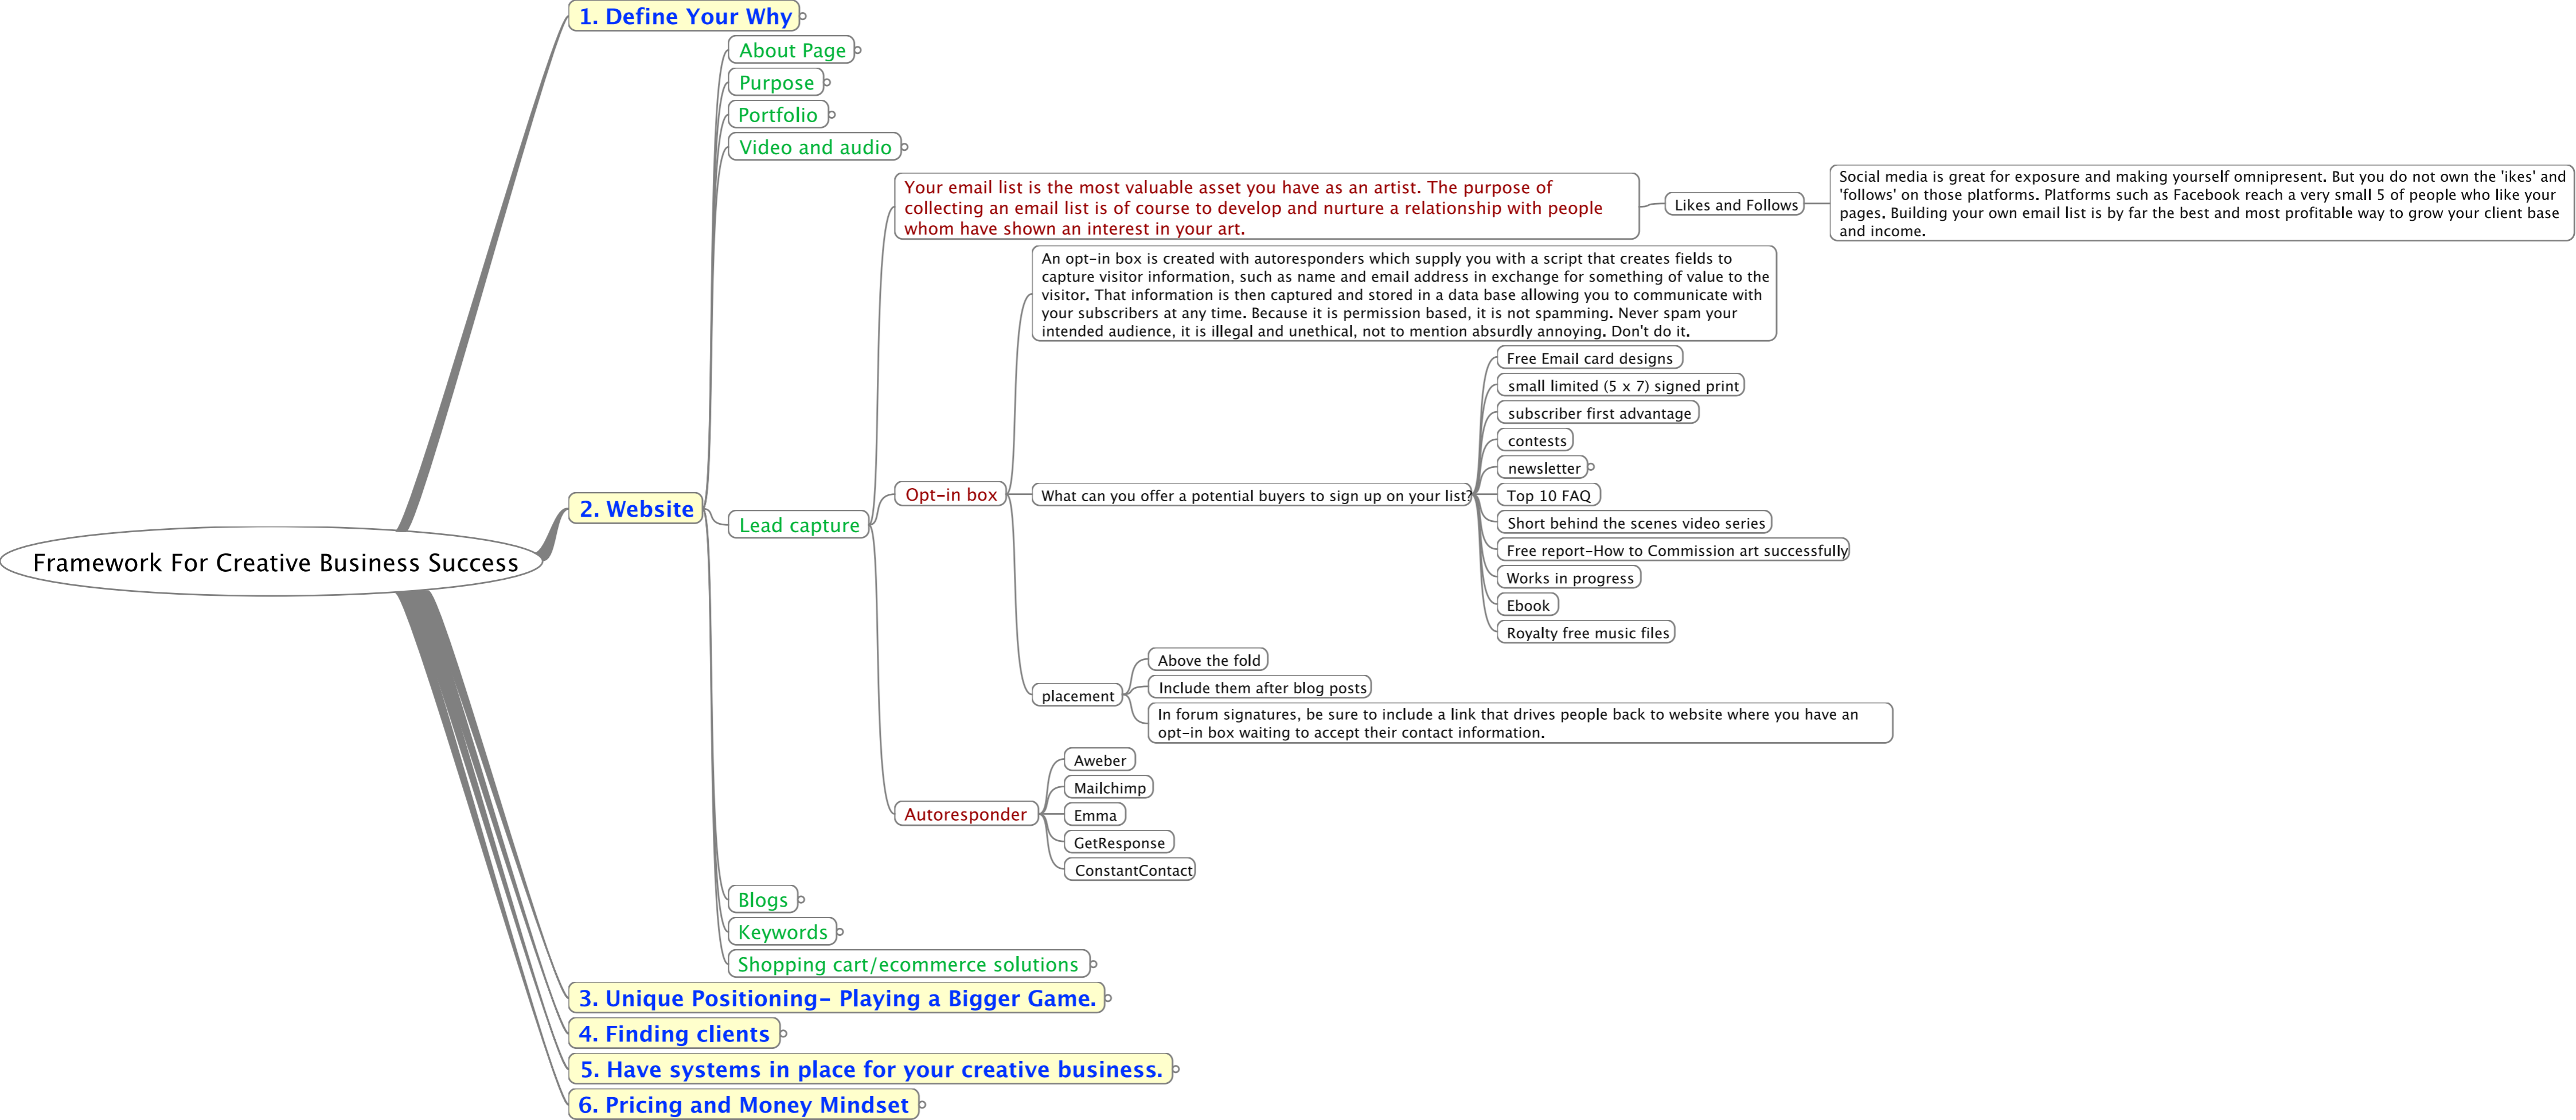 1. Define Your Why
About Page
Purpose
Portfolio
Video and audio
Your email list is the most valuable asset you have as an artist. The purpose of
collecting an email list is of course to develop and nurture a relationship with people
whom have shown an interest in your art.
Likes and Follows
Social media is great for exposure and making yourself omnipresent. But you do not own the 'ikes' and
'follows' on those platforms. Platforms such as Facebook reach a very small 5 of people who like your
pages. Building your own email list is by far the best and most profitable way to grow your client base
and income.
An opt-in box is created with autoresponders which supply you with a script that creates fields to
capture visitor information, such as name and email address in exchange for something of value to the
visitor. That information is then captured and stored in a data base allowing you to communicate with
your subscribers at any time. Because it is permission based, it is not spamming. Never spam your
intended audience, it is illegal and unethical, not to mention absurdly annoying. Don't do it.
Free Email card designs
small limited (5 x 7) signed print
subscriber first advantage
contests
newsletter
Opt-in box
What can you offer a potential buyers to sign up on your list?
Top 10 FAQ
2. Website
Lead capture
Short behind the scenes video series
Free report-How to Commission art successfully
Framework For Creative Business Success
Works in progress
Ebook
Royalty free music files
Above the fold
placement
Include them after blog posts
In forum signatures, be sure to include a link that drives people back to website where you have an
opt-in box waiting to accept their contact information.
Aweber
Mailchimp
Autoresponder
Emma
GetResponse
ConstantContact
Blogs
Keywords
Shopping cart/ecommerce solutions
3. Unique Positioning- Playing a Bigger Game.
4. Finding clients
5. Have systems in place for your creative business.
6. Pricing and Money Mindset